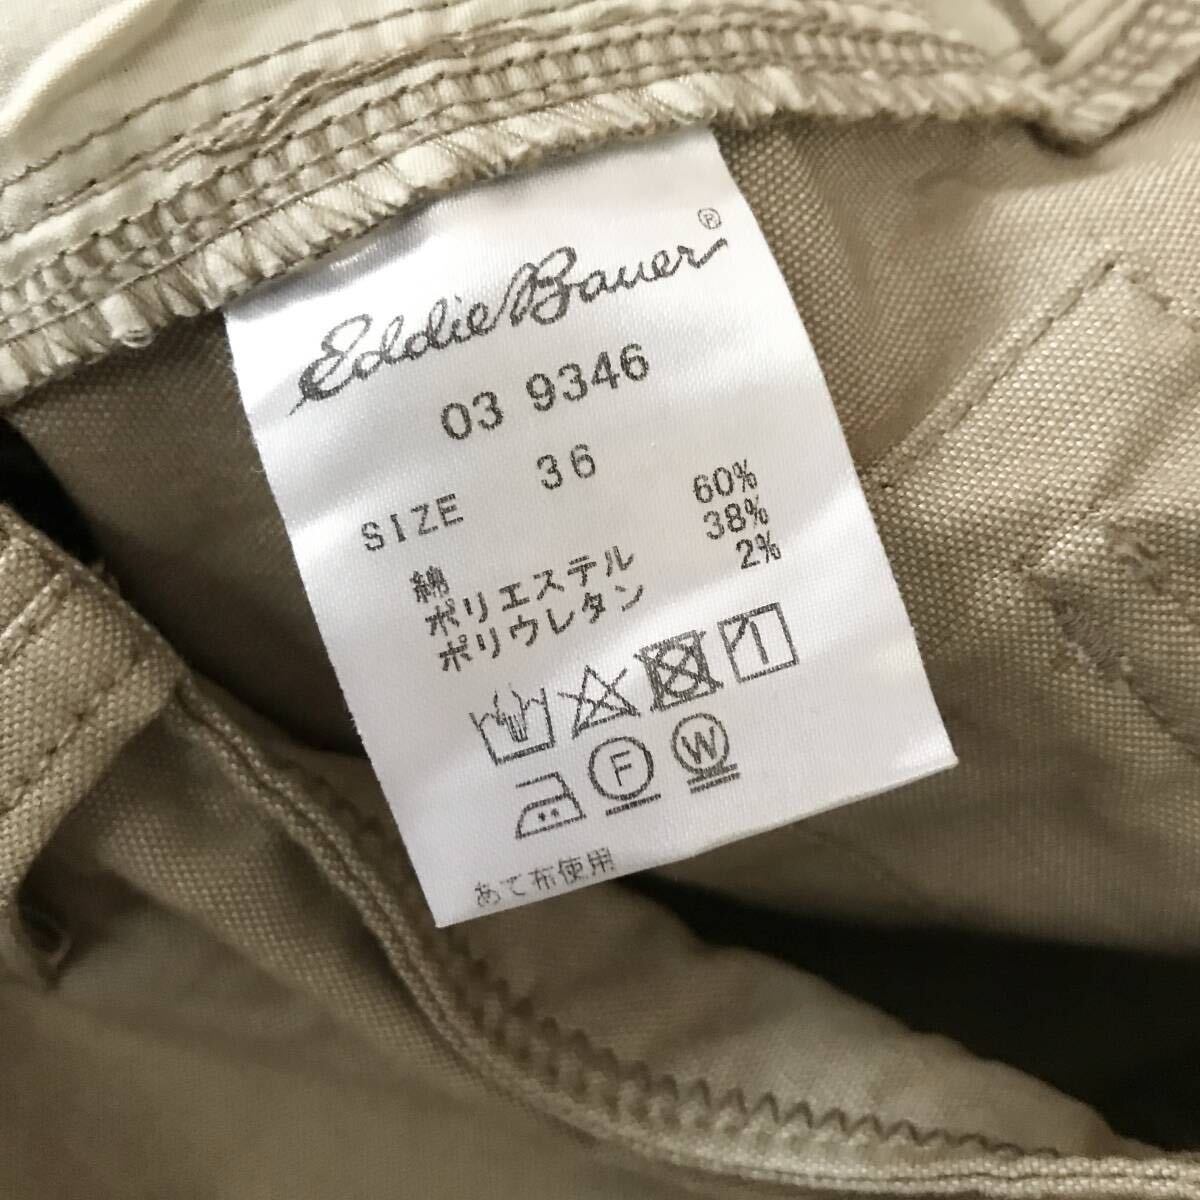 Eddie Bauer®
03 9346
SIZE 36
綿 60%
ポリエステル 38%
ポリウレタン 2%
F W
あて布使用